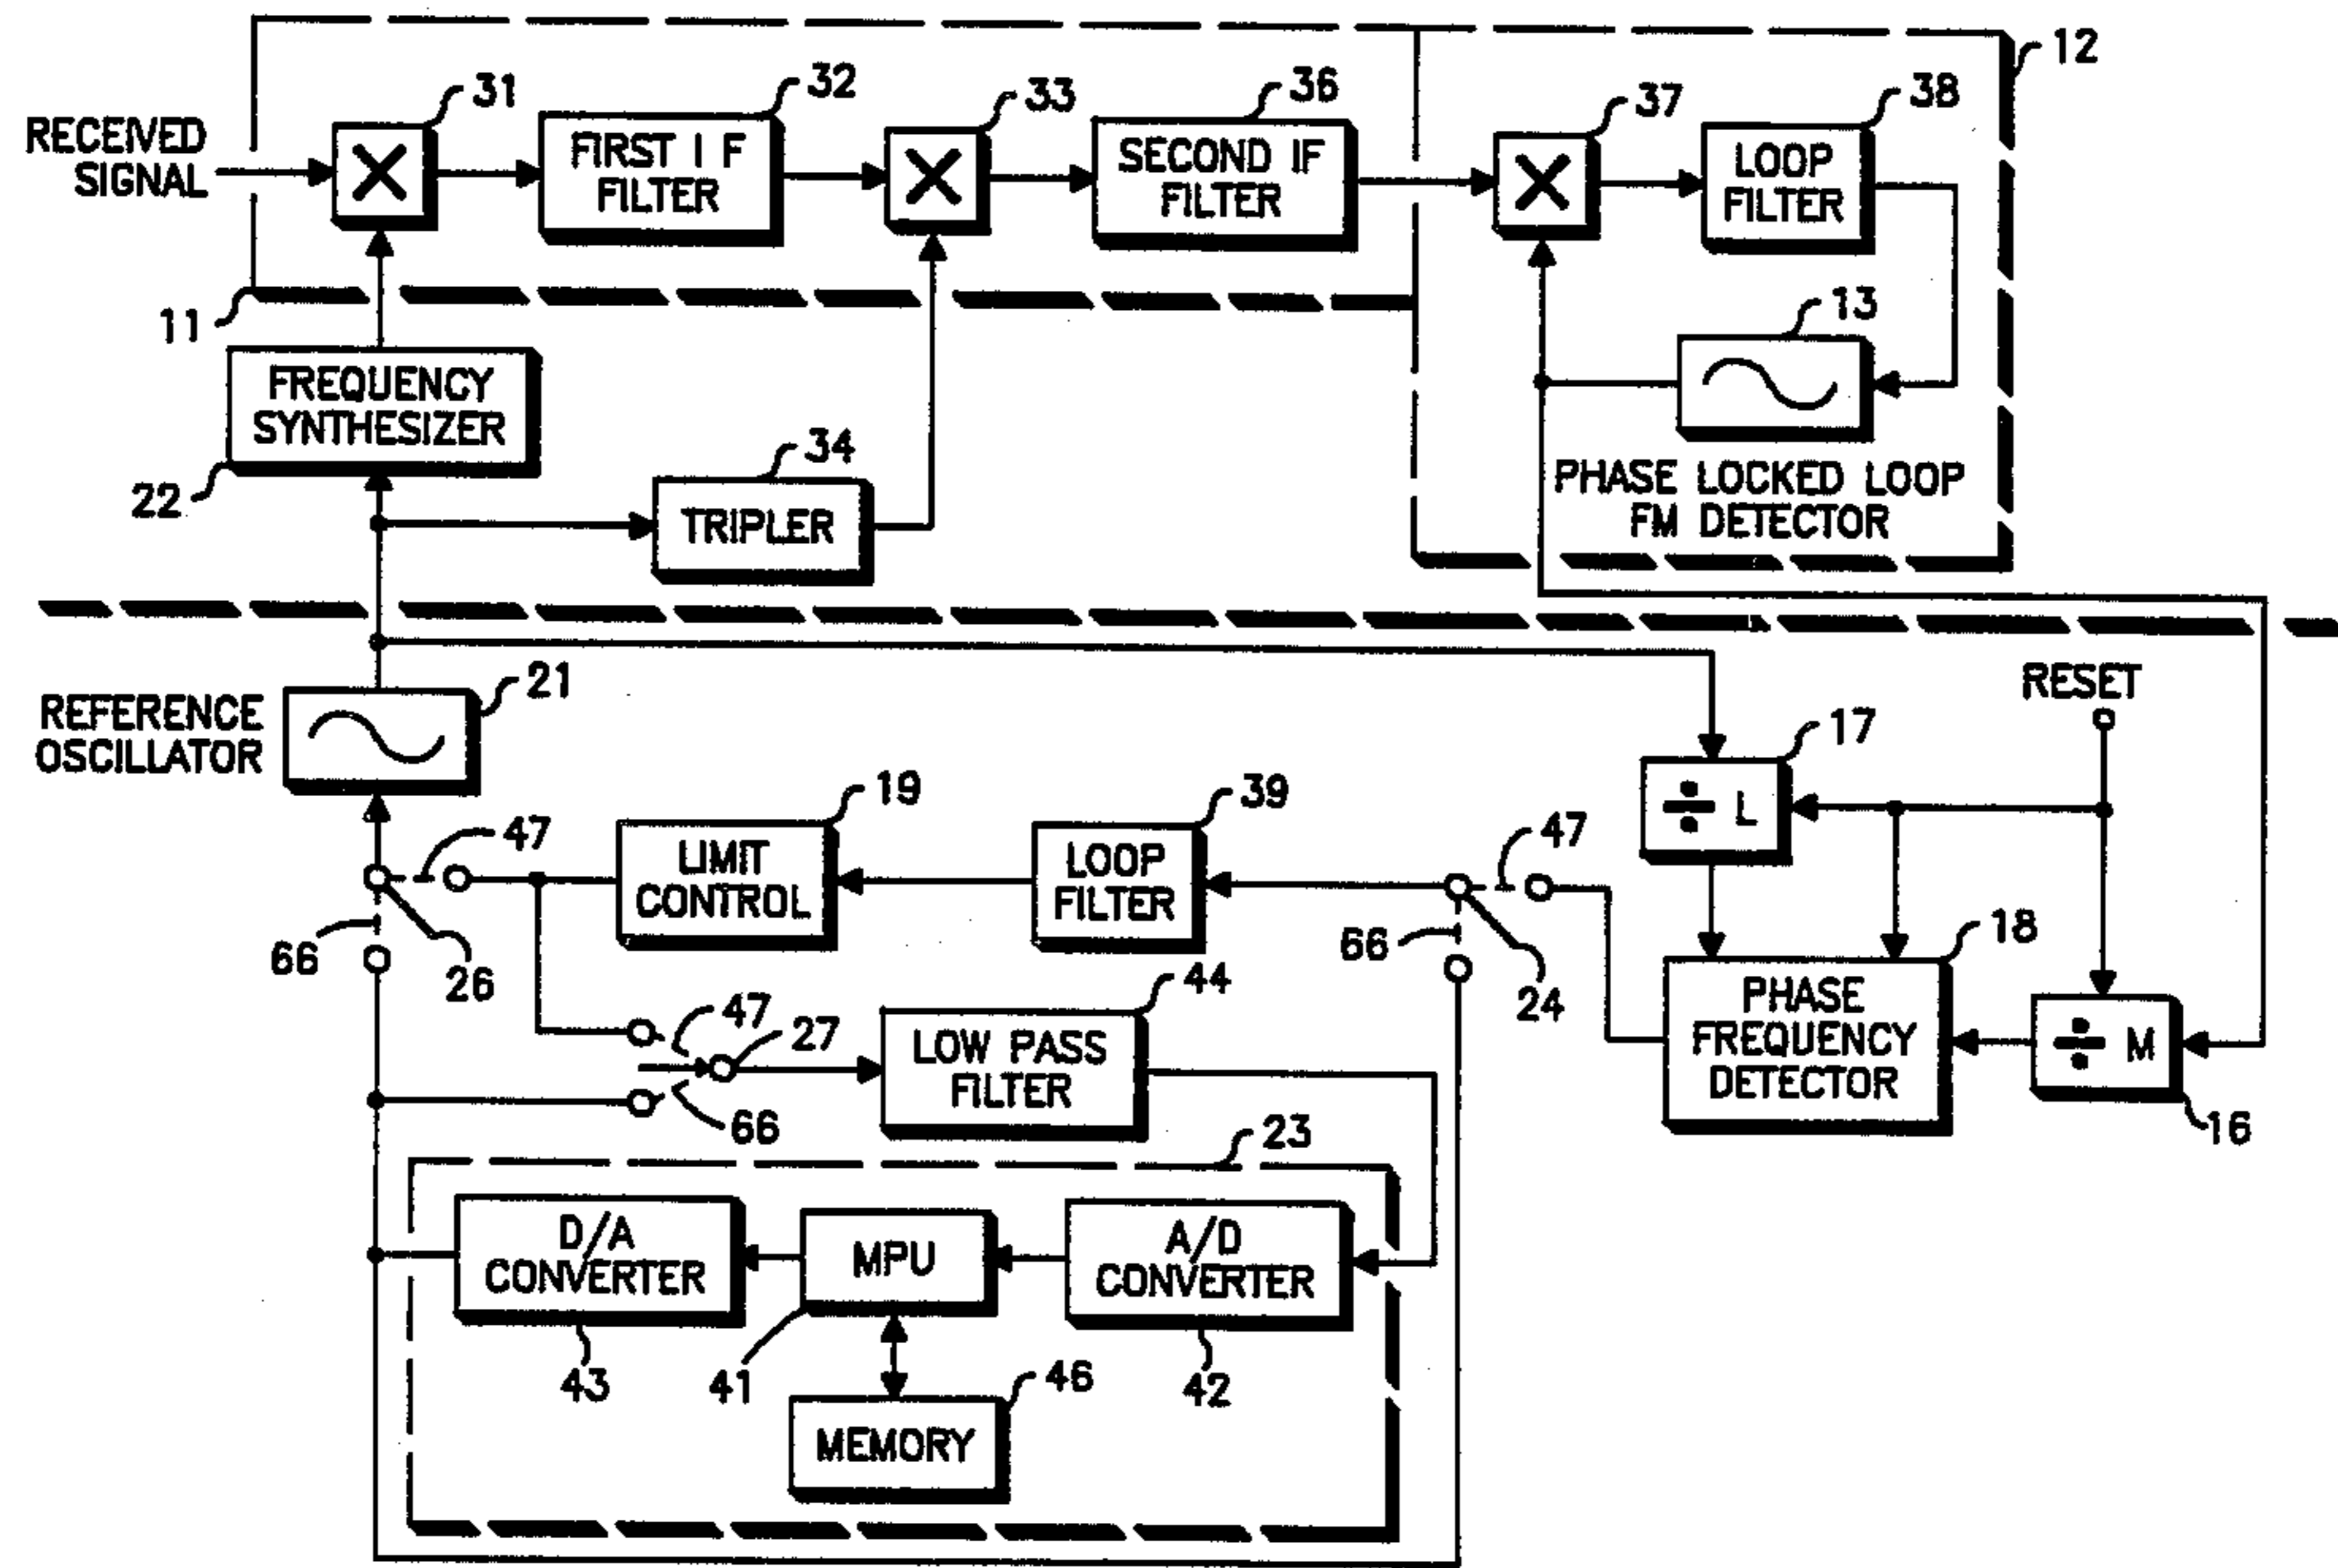 12
31
32
33
36
37
38
RECEIVED
SIGNAL
FIRST I F
FILTER
SECOND IF
FILTER
LOOP
FILTER
11
13
FREQUENCY
SYNTHESIZER
22
34
TRIPLER
PHASE LOCKED LOOP
FM DETECTOR
REFERENCE
OSCILLATOR
21
RESET
17
÷ L
19
39
47
47
LIMIT
CONTROL
LOOP
FILTER
66
26
66
24
18
PHASE
FREQUENCY
DETECTOR
÷ M
16
47
27
66
44
LOW PASS
FILTER
23
D/A
CONVERTER
MPU
A/D
CONVERTER
43
41
42
46
MEMORY